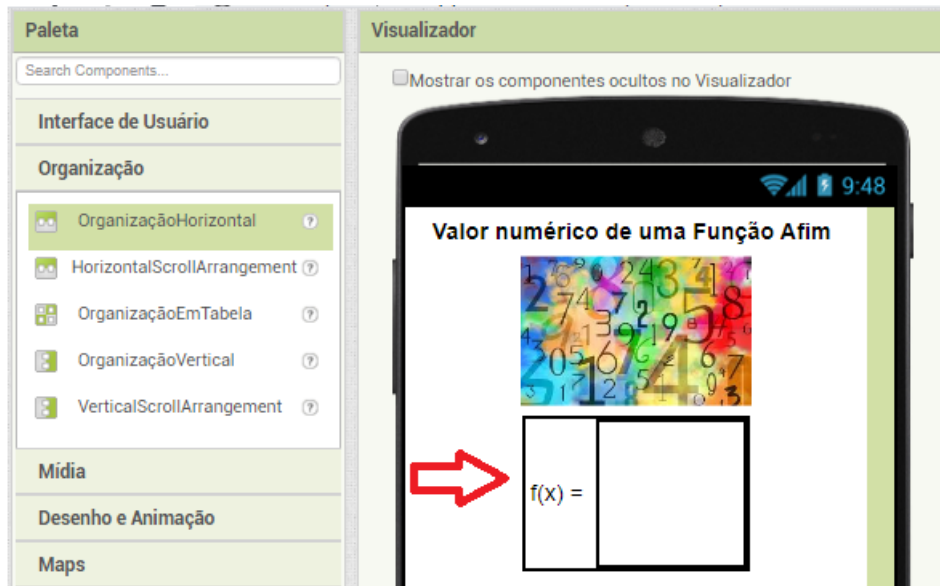 Paleta
Search Components...
Interface de Usuário
Organização
OrganizaçãoHorizontal
HorizontalScrollArrangement
OrganizaçãoEmTabela
OrganizaçãoVertical
VerticalScrollArrangement
Mídia
Desenho e Animação
Maps
Visualizador
Mostrar os componentes ocultos no Visualizador
9:48
Valor numérico de uma Função Afim
f(x) =